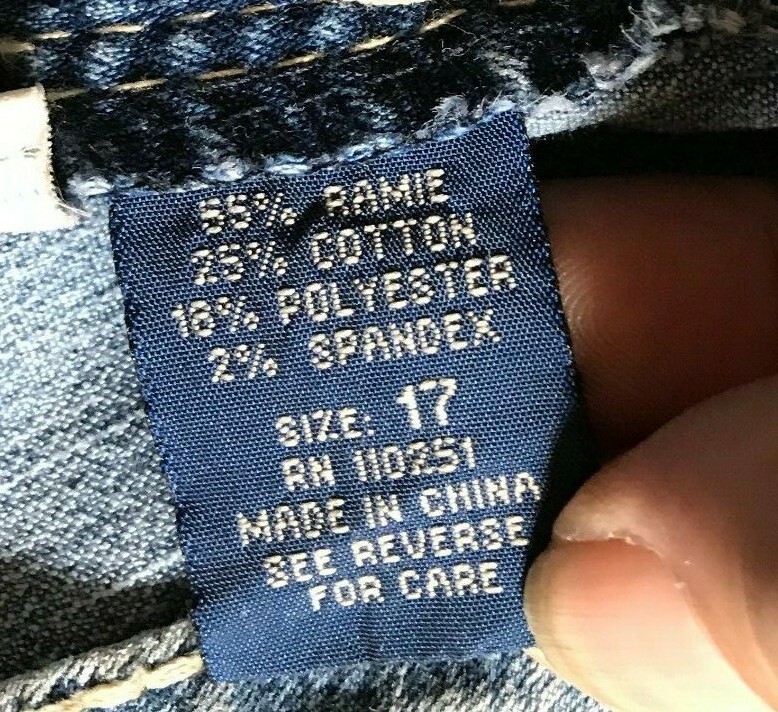 55% RAMIE
25% COTTON
18% POLYESTER
2% SPANDEX
SIZE: 17
RN 110251
MADE IN CHINA
SEE REVERSE
FOR CARE